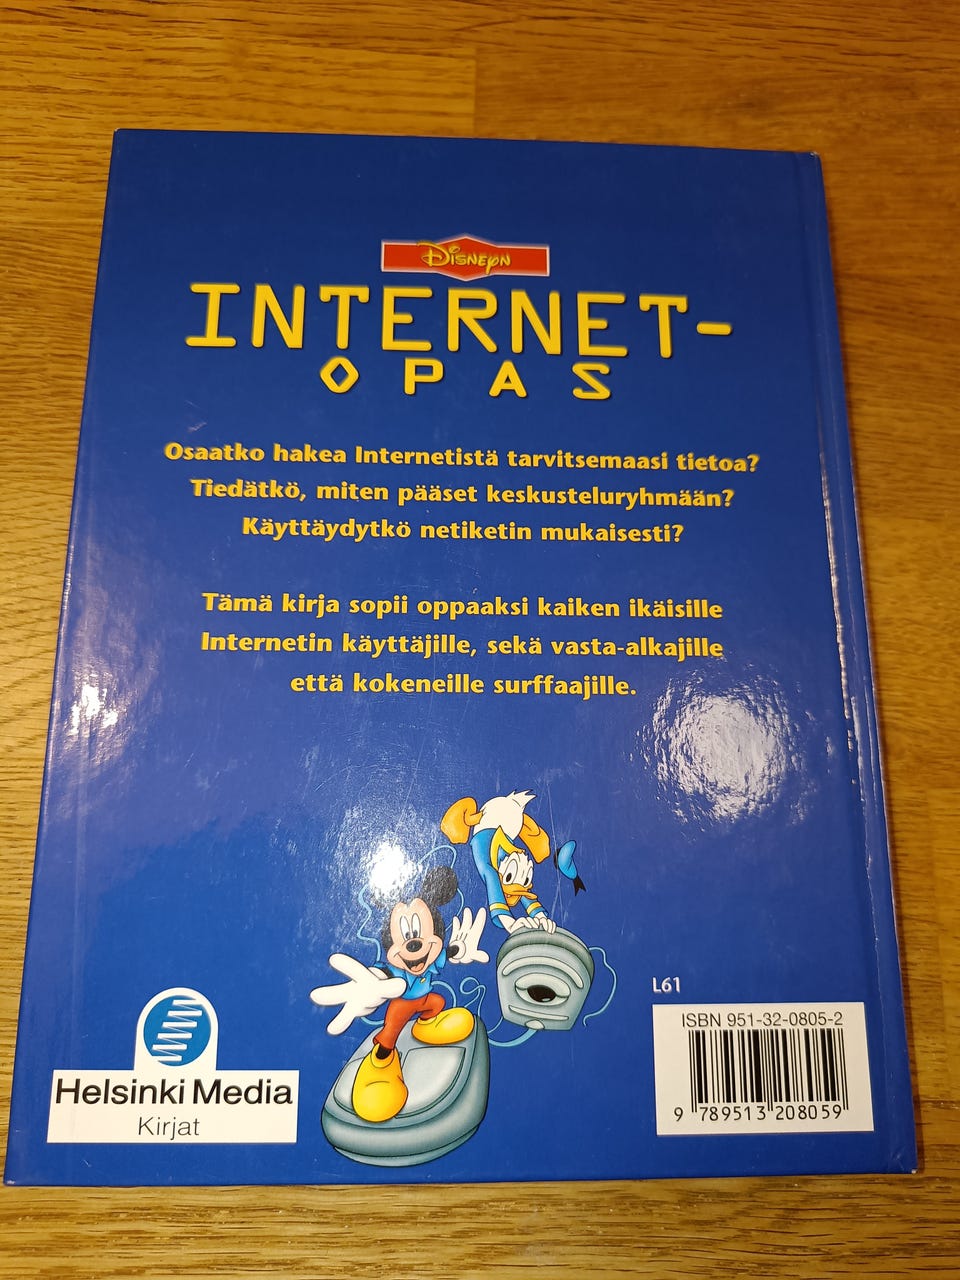 DISNEYN
INTERNET-
OPAS
Osaatko hakea Internetistä tarvitsemaasi tietoa?
Tiedätkö, miten pääset keskusteluryhmään?
Käyttäydytkö netiketin mukaisesti?
Tämä kirja sopii oppaaksi kaiken ikäisille
Internetin käyttäjille, sekä vasta-alkajille
että kokeneille surffaajille.
L61
ISBN 951-32-0805-2
9 789513 208059
Helsinki Media
Kirjat